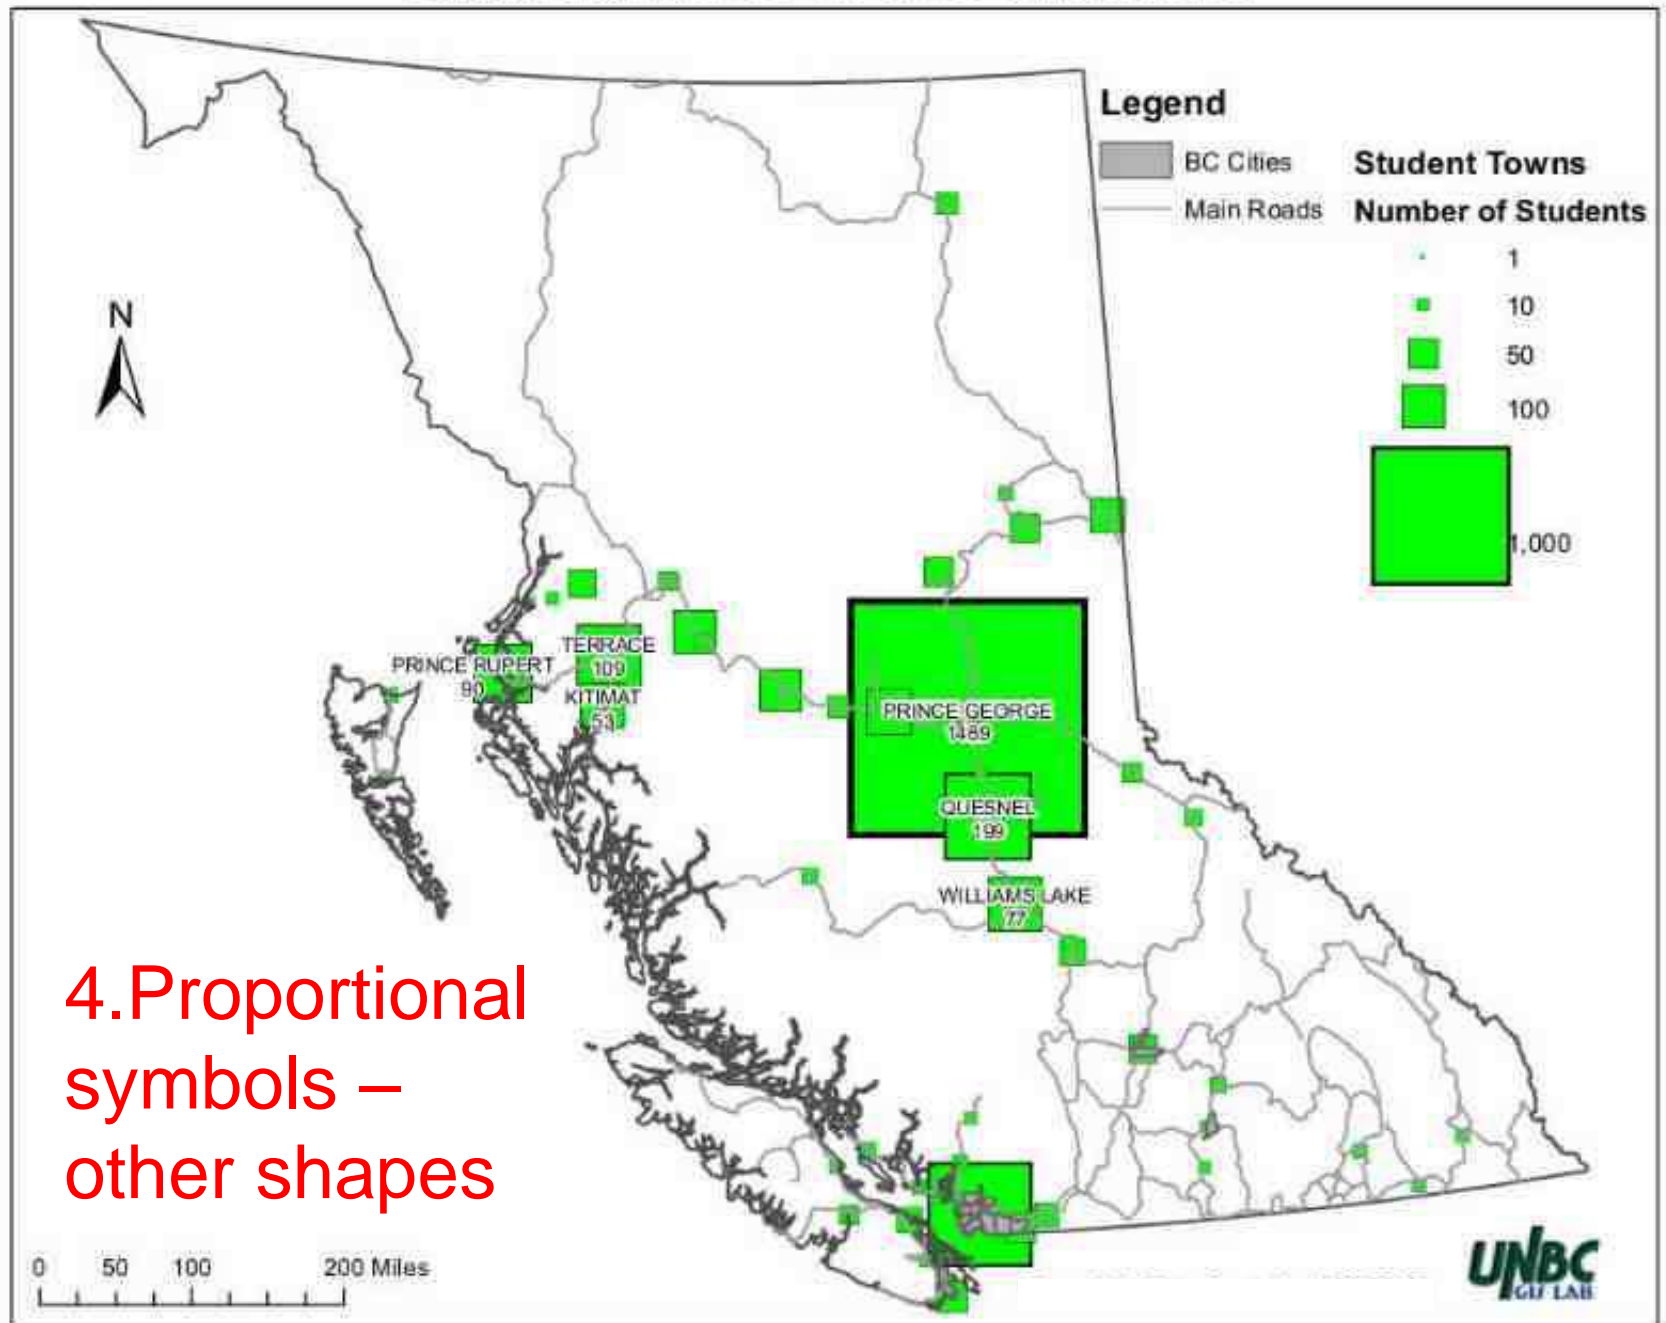 Legend
BC Cities
Main Roads
Student Towns
Number of Students
1
10
50
100
1,000
N
TERRACE
109
PRINCE RUPERT
90
KITIMAT
53
PRINCE GEORGE
1489
QUESNEL
199
WILLIAMS LAKE
77
4.Proportional
symbols –
other shapes
0 50 100 200 Miles
UNBC
GIS LAB